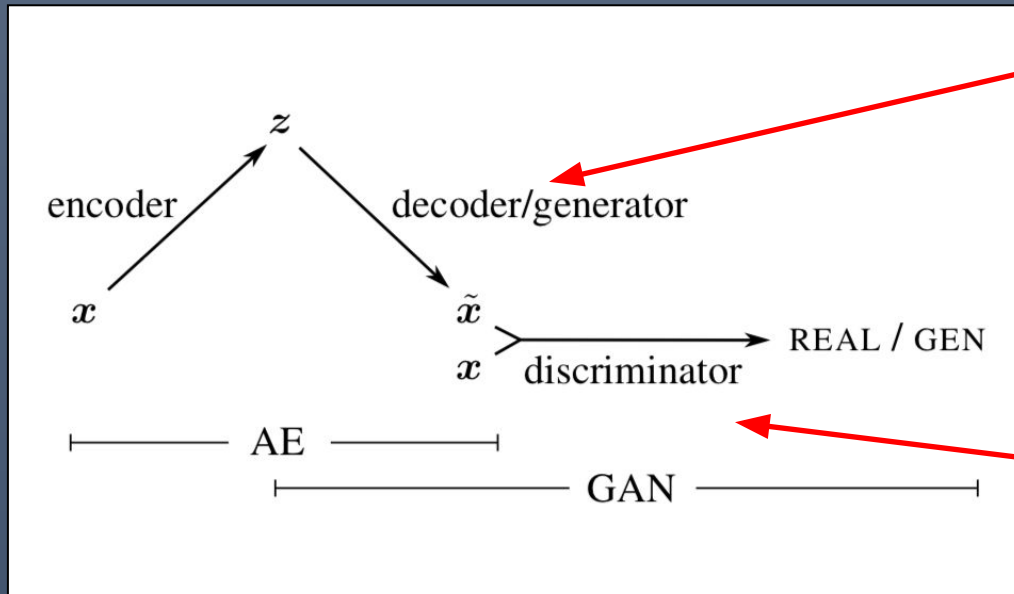 z
encoder
decoder/generator
x
x̃
x
REAL / GEN
discriminator
AE
GAN